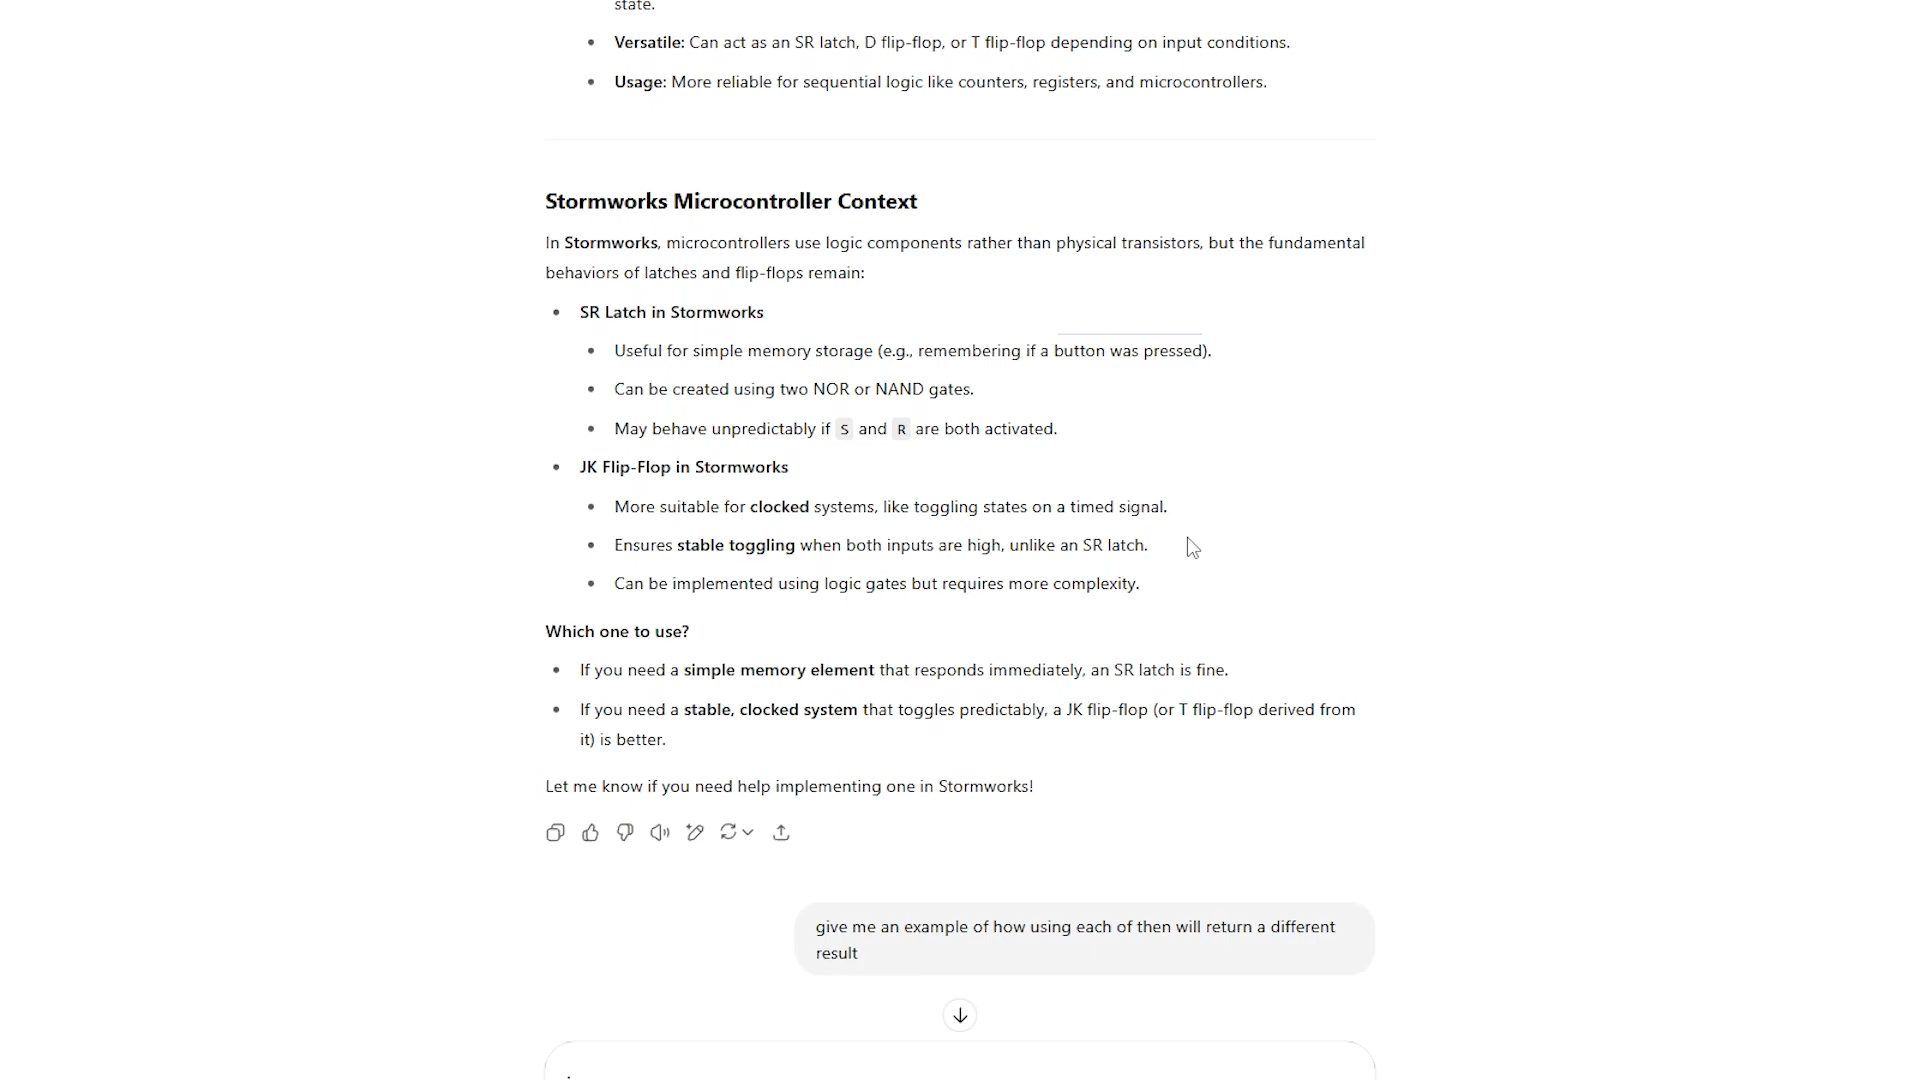 state.
• Versatile: Can act as an SR latch, D flip-flop, or T flip-flop depending on input conditions.
• Usage: More reliable for sequential logic like counters, registers, and microcontrollers.
Stormworks Microcontroller Context
In Stormworks, microcontrollers use logic components rather than physical transistors, but the fundamental
behaviors of latches and flip-flops remain:
• SR Latch in Stormworks
• Useful for simple memory storage (e.g., remembering if a button was pressed).
• Can be created using two NOR or NAND gates.
• May behave unpredictably if S and R are both activated.
• JK Flip-Flop in Stormworks
• More suitable for clocked systems, like toggling states on a timed signal.
• Ensures stable toggling when both inputs are high, unlike an SR latch.
• Can be implemented using logic gates but requires more complexity.
Which one to use?
• If you need a simple memory element that responds immediately, an SR latch is fine.
• If you need a stable, clocked system that toggles predictably, a JK flip-flop (or T flip-flop derived from
it) is better.
Let me know if you need help implementing one in Stormworks!
give me an example of how using each of then will return a different
result